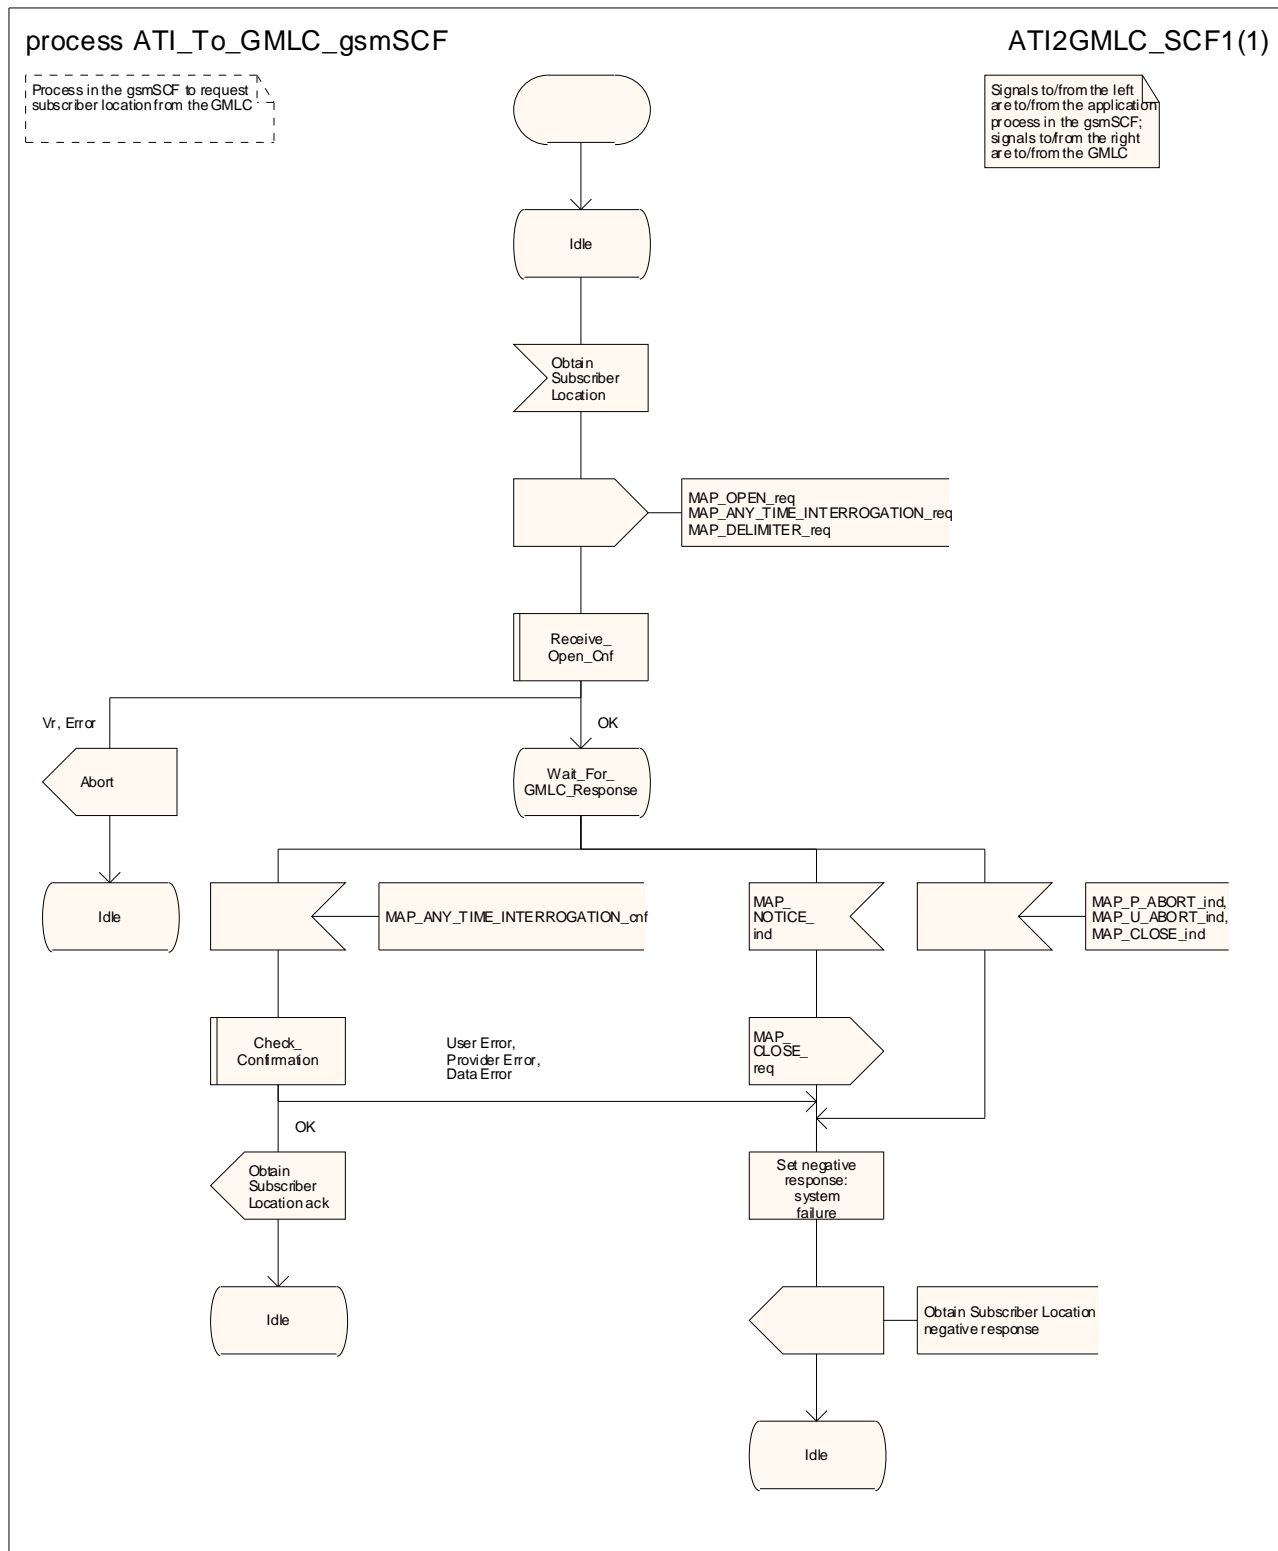 process ATI_To_GMLC_gsmSCF
ATI2GMLC_SCF1(1)
Process in the gsmSCF to request
subscriber location from the GMLC
Signals to/from the left
are to/from the application
process in the gsmSCF;
signals to/from the right
are to/from the GMLC
Idle
Obtain
Subscriber
Location
MAP_OPEN_req
MAP_ANY_TIME_INTERROGATION_req
MAP_DELIMITER_req
Receive_
Open_Cnf
Vr, Error
OK
Abort
Wait_For_
GMLC_Response
Idle
MAP_ANY_TIME_INTERROGATION_cnf
MAP_
NOTICE_
ind
MAP_P_ABORT_ind,
MAP_U_ABORT_ind,
MAP_CLOSE_ind
Check_
Confirmation
User Error,
Provider Error,
Data Error
MAP_
CLOSE_
req
OK
Obtain
Subscriber
Location ack
Set negative
response:
system
failure
Idle
Obtain Subscriber Location
negative response
Idle